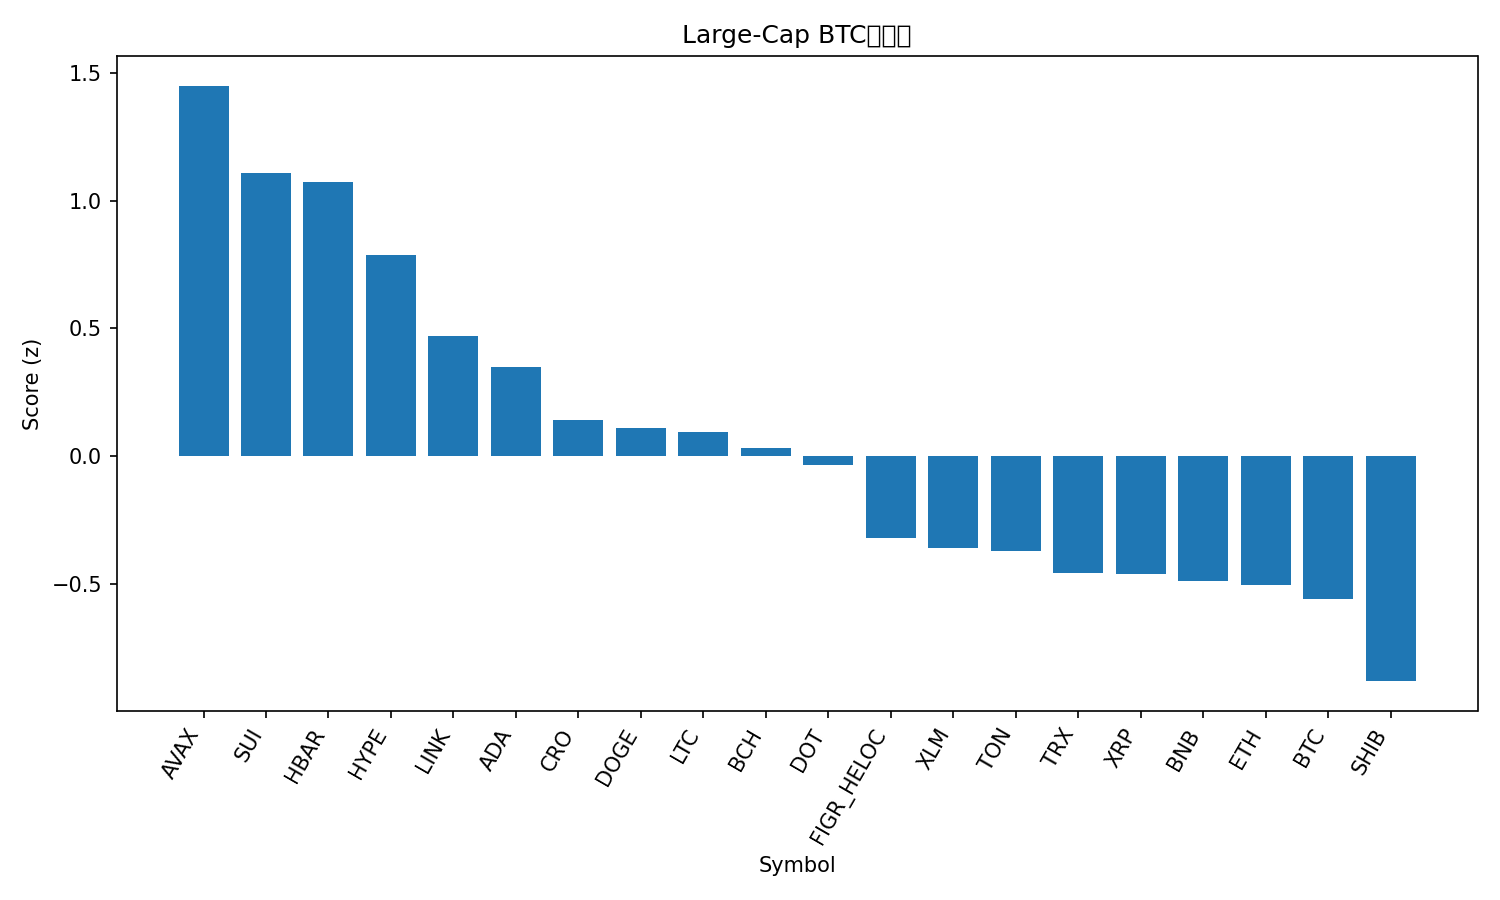 Large-Cap BTC
Score (z)
1.5
1.0
0.5
0.0
−0.5
AVAX
SUI
HBAR
HYPE
LINK
ADA
CRO
DOGE
LTC
BCH
DOT
FIGR_HELOC
XLM
TON
TRX
XRP
BNB
ETH
BTC
SHIB
Symbol